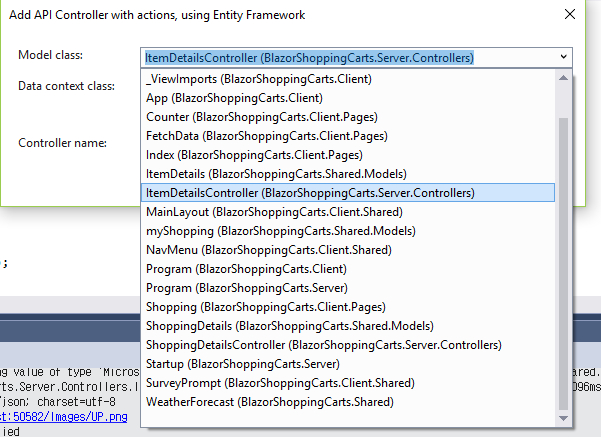 Add API Controller with actions, using Entity Framework
Model class:
ItemDetailsController (BlazorShoppingCarts.Server.Controllers)
Data context class:
Controller name:
_ViewImports (BlazorShoppingCarts.Client)
App (BlazorShoppingCarts.Client)
Counter (BlazorShoppingCarts.Client.Pages)
FetchData (BlazorShoppingCarts.Client.Pages)
Index (BlazorShoppingCarts.Client.Pages)
ItemDetails (BlazorShoppingCarts.Shared.Models)
ItemDetailsController (BlazorShoppingCarts.Server.Controllers)
MainLayout (BlazorShoppingCarts.Client.Shared)
myShopping (BlazorShoppingCarts.Shared.Models)
NavMenu (BlazorShoppingCarts.Client.Shared)
Program (BlazorShoppingCarts.Client)
Program (BlazorShoppingCarts.Server)
Shopping (BlazorShoppingCarts.Client.Pages)
ShoppingDetails (BlazorShoppingCarts.Shared.Models)
ShoppingDetailsController (BlazorShoppingCarts.Server.Controllers)
Startup (BlazorShoppingCarts.Server)
SurveyPrompt (BlazorShoppingCarts.Client.Shared)
WeatherForecast (BlazorShoppingCarts.Shared)
);
ng value of type 'Micros ared.
rts.Server.Controllers.I 096ms
/json; charset=utf-8
st:50582/Images/UP.png
ied